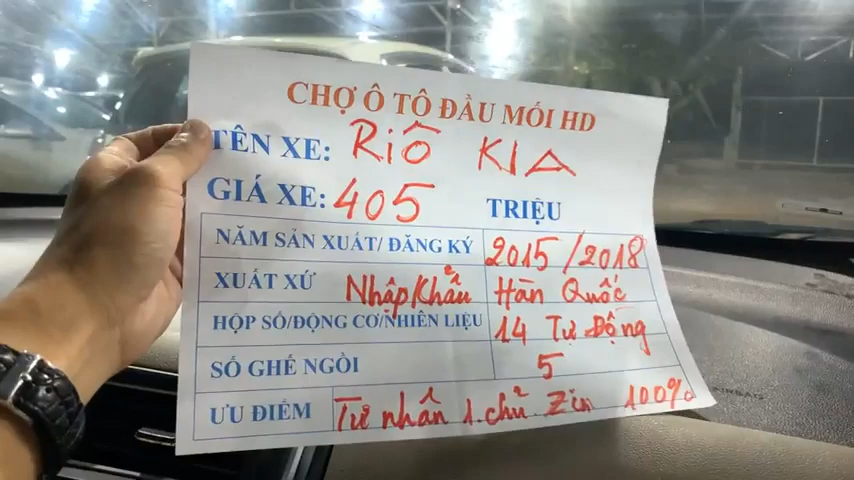 CHỢ Ô TÔ ĐẦU MỐI HD
TÊN XE: RiÔ KIA
GIÁ XE: 405 TRIỆU
NĂM SẢN XUẤT/ ĐĂNG KÝ 2015/2018
XUẤT XỨ Nhập Khẩu Hàn Quốc
HỘP SỐ/ĐỘNG CƠ/NHIÊN LIỆU 14 Tự Động
SỐ GHẾ NGỒI 5
ƯU ĐIỂM Tư nhân 1 chủ Zin 100%
AIRBAG